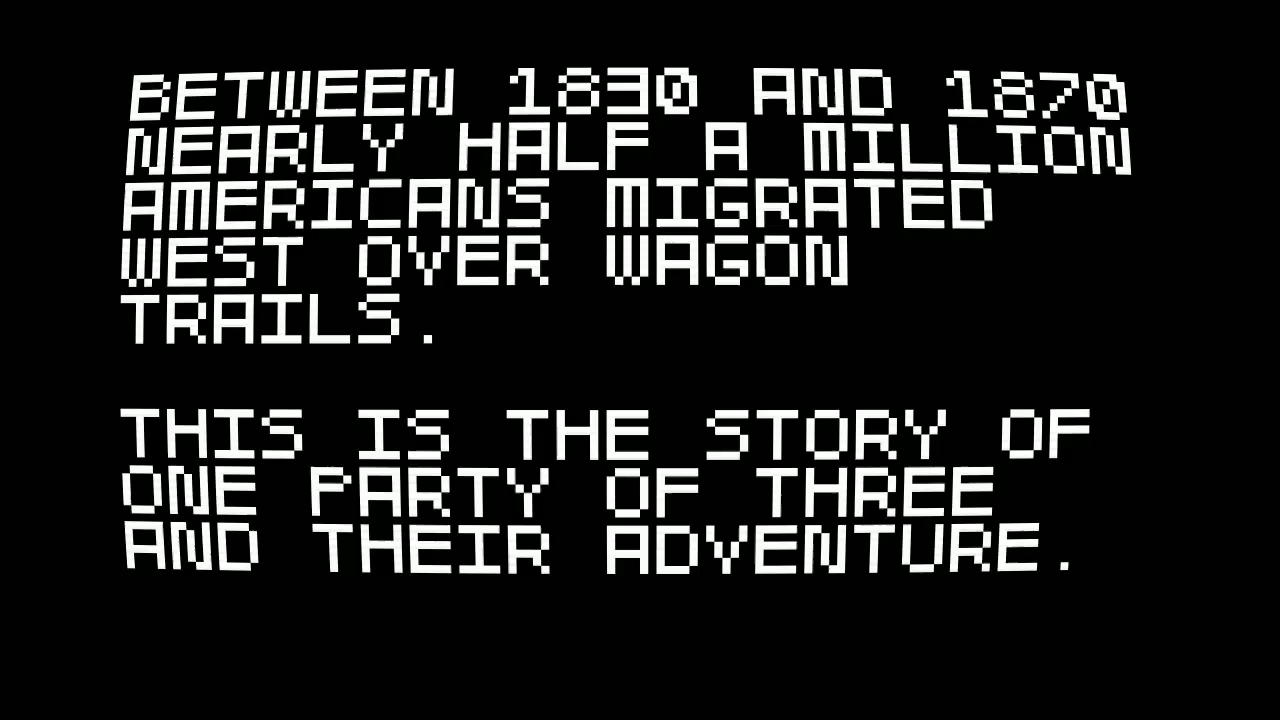 BETWEEN 1830 AND 1870
NEARLY HALF A MILLION
AMERICANS MIGRATED
WEST OVER WAGON
TRAILS.
THIS IS THE STORY OF
ONE PARTY OF THREE
AND THEIR ADVENTURE.